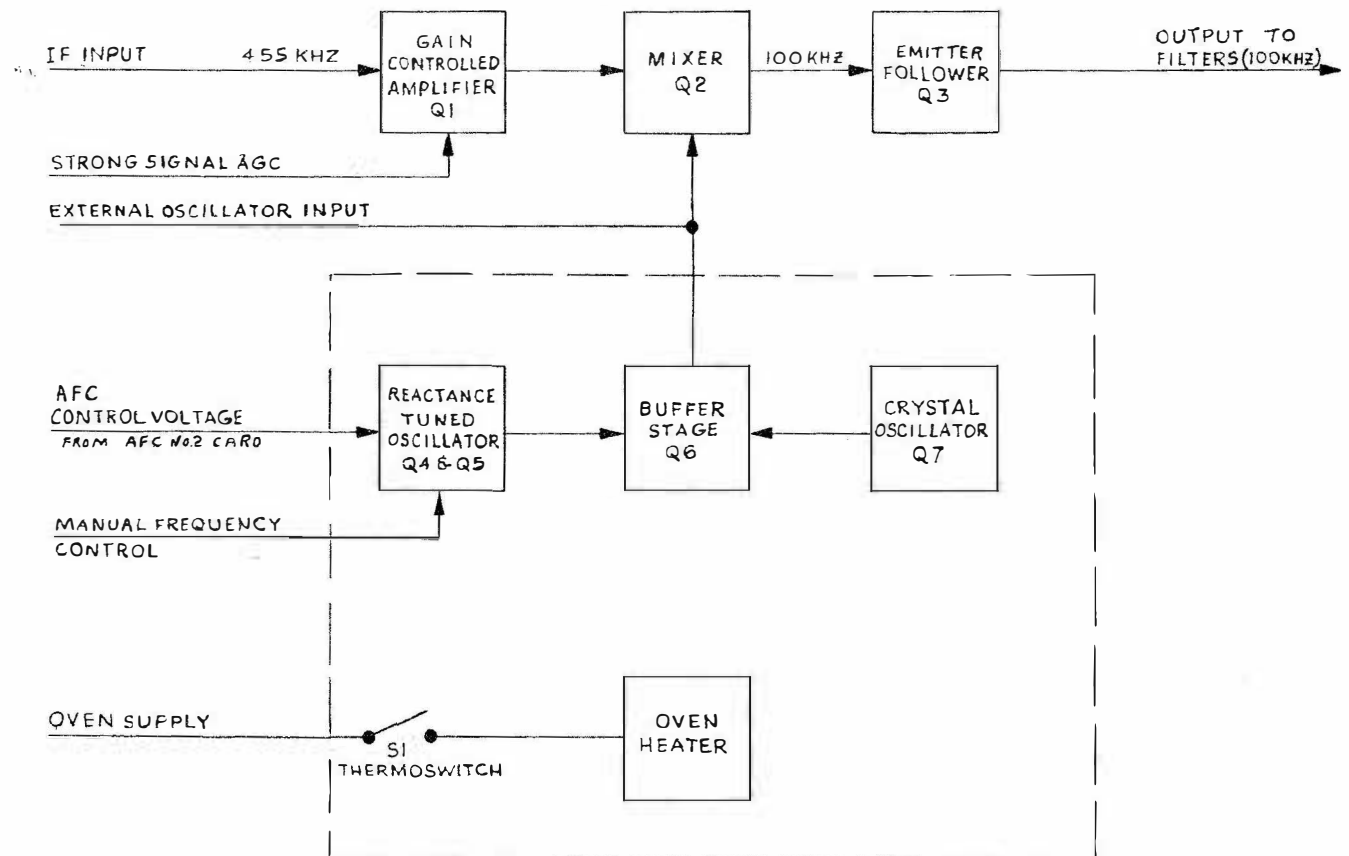 IF INPUT 455 KHZ
GAIN
CONTROLLED
AMPLIFIER
Q1
MIXER
Q2
100KHZ
EMITTER
FOLLOWER
Q3
OUTPUT TO
FILTERS(100KHZ)
STRONG SIGNAL AGC
EXTERNAL OSCILLATOR INPUT
AFC
CONTROL VOLTAGE
FROM AFC No.2 CARD
REACTANCE
TUNED
OSCILLATOR
Q4 & Q5
BUFFER
STAGE
Q6
CRYSTAL
OSCILLATOR
Q7
MANUAL FREQUENCY
CONTROL
OVEN SUPPLY
S1
THERMOSWITCH
OVEN
HEATER